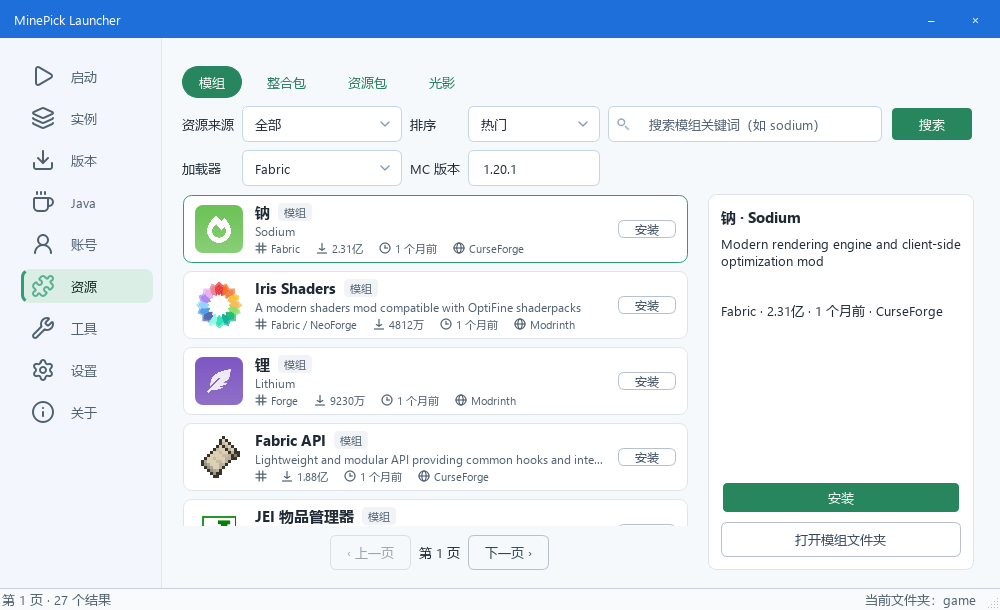 MinePick Launcher
启动
实例
版本
Java
账号
资源
工具
设置
关于
模组 整合包 资源包 光影
资源来源 全部 排序 热门 搜索模组关键词（如 sodium） 搜索
加载器 Fabric MC 版本 1.20.1
钠 模组
Sodium
Fabric 2.31亿 1 个月前 CurseForge
安装
Iris Shaders 模组
A modern shaders mod compatible with OptiFine shaderpacks
Fabric / NeoForge 4812万 1 个月前 Modrinth
安装
锂 模组
Lithium
Forge 9230万 1 个月前 Modrinth
安装
Fabric API 模组
Lightweight and modular API providing common hooks and inte...
1.88亿 1 个月前 CurseForge
安装
JEI 物品管理器 模组
‹ 上一页 第 1 页 下一页 ›
钠 · Sodium
Modern rendering engine and client-side
optimization mod
Fabric · 2.31亿 · 1 个月前 · CurseForge
安装
打开模组文件夹
第 1 页 · 27 个结果
当前文件夹: game